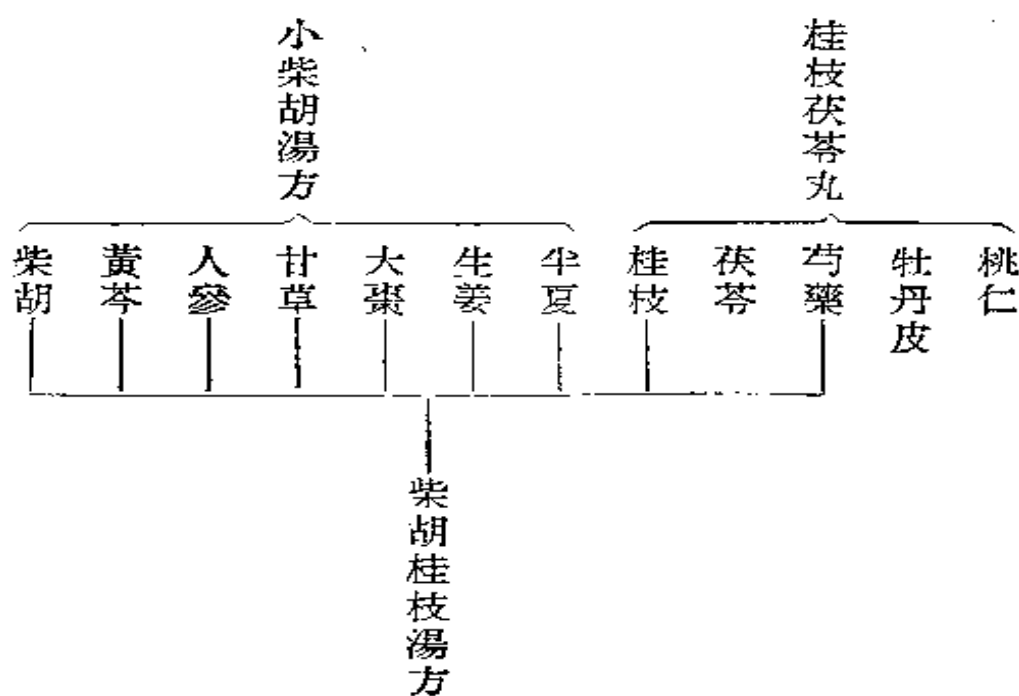 小柴胡湯方
桂枝茯苓丸
柴胡
黃芩
人參
甘草
大棗
生姜
半夏
桂枝
茯苓
芍藥
牡丹皮
桃仁
柴胡桂枝湯方